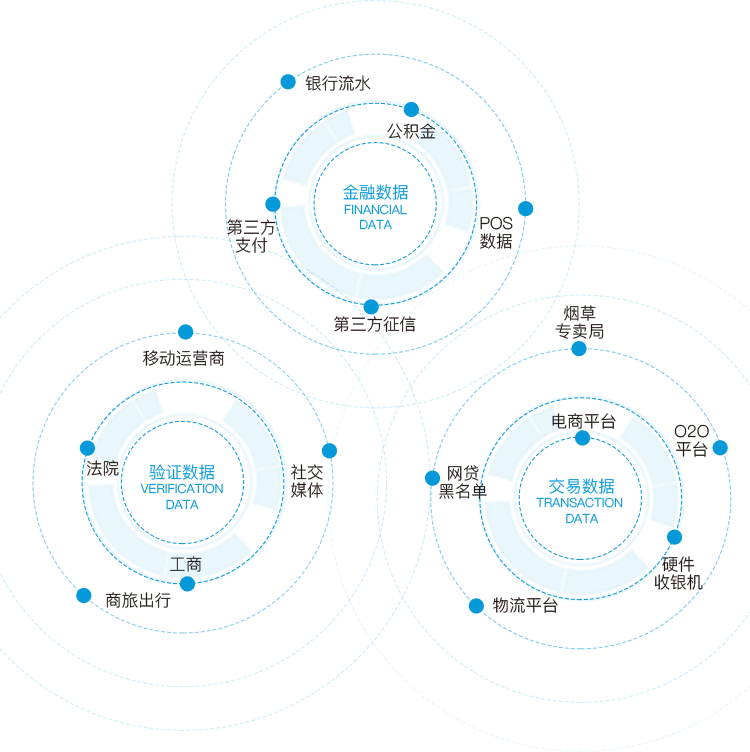 银行流水
公积金
金融数据
FINANCIAL
DATA
第三方
支付
POS
数据
第三方征信
移动运营商
法院
验证数据
VERIFICATION
DATA
社交
媒体
工商
商旅出行
烟草
专卖局
电商平台
O2O
平台
网贷
黑名单
交易数据
TRANSACTION
DATA
硬件
收银机
物流平台